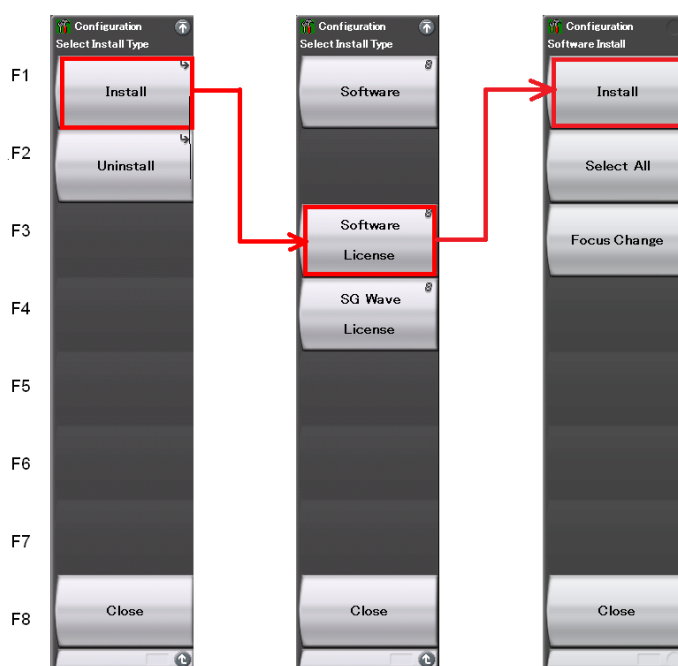 Configuration
Select Install Type
Configuration
Select Install Type
Configuration
Software Install
F1
Install
Software
Install
F2
Uninstall
Select All
F3
Software
License
Focus Change
F4
SG Wave
License
F5
F6
F7
F8
Close
Close
Close